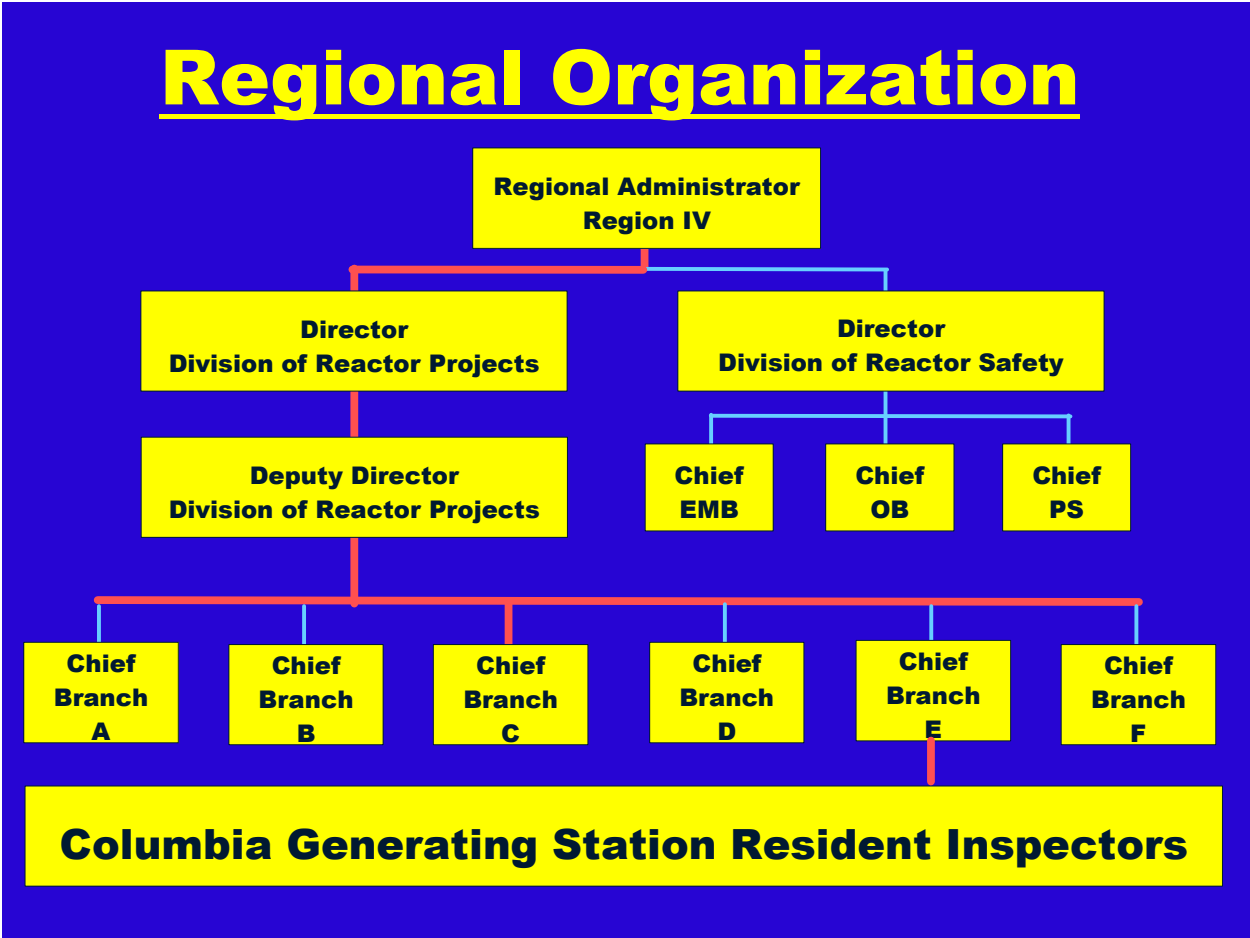 Regional Organization
Regional Administrator
Region IV
Director
Division of Reactor Projects
Director
Division of Reactor Safety
Deputy Director
Division of Reactor Projects
Chief
EMB
Chief
OB
Chief
PS
Chief
Branch
A
Chief
Branch
B
Chief
Branch
C
Chief
Branch
D
Chief
Branch
E
Chief
Branch
F
Columbia Generating Station Resident Inspectors